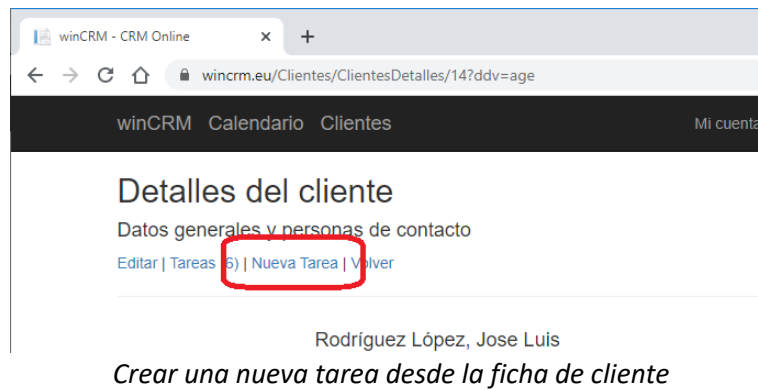 winCRM - CRM Online
wincrm.eu/Clientes/ClientesDetalles/14?ddv=age
winCRM Calendario Clientes Mi cuenta
Detalles del cliente
Datos generales y personas de contacto
Editar | Tareas (6) | Nueva Tarea | Volver
Rodríguez López, Jose Luis
Crear una nueva tarea desde la ficha de cliente